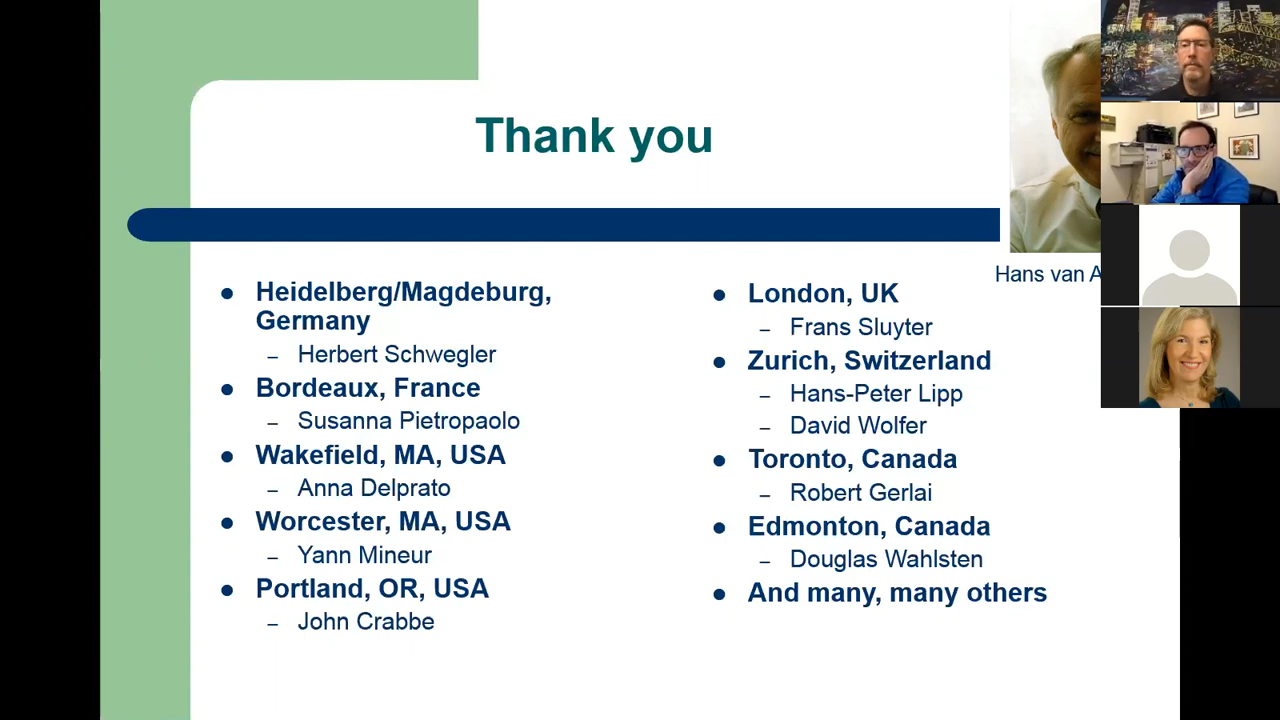 Thank you
Hans van A
Heidelberg/Magdeburg,
Germany
– Herbert Schwegler
Bordeaux, France
– Susanna Pietropaolo
Wakefield, MA, USA
– Anna Delprato
Worcester, MA, USA
– Yann Mineur
Portland, OR, USA
– John Crabbe
London, UK
– Frans Sluyter
Zurich, Switzerland
– Hans-Peter Lipp
– David Wolfer
Toronto, Canada
– Robert Gerlai
Edmonton, Canada
– Douglas Wahlsten
And many, many others